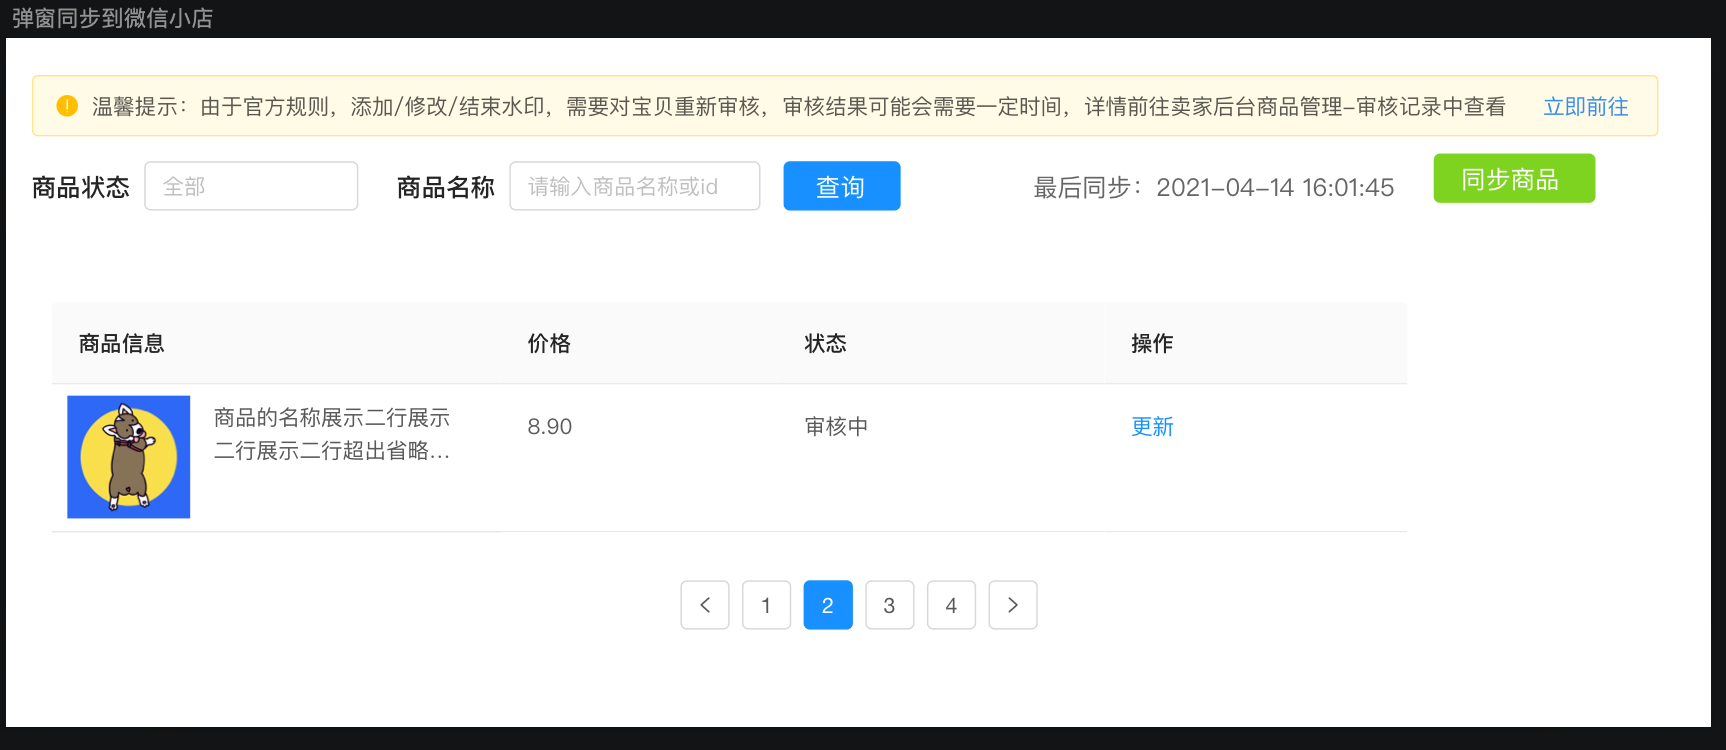 弹窗同步到微信小店
温馨提示：由于官方规则，添加/修改/结束水印，需要对宝贝重新审核，审核结果可能会需要一定时间，详情前往卖家后台商品管理-审核记录中查看 立即前往
商品状态 全部 商品名称 请输入商品名称或id 查询 最后同步：2021-04-14 16:01:45 同步商品
商品信息 价格 状态 操作
商品的名称展示二行展示
二行展示二行超出省略...
8.90 审核中 更新
< 1 2 3 4 >